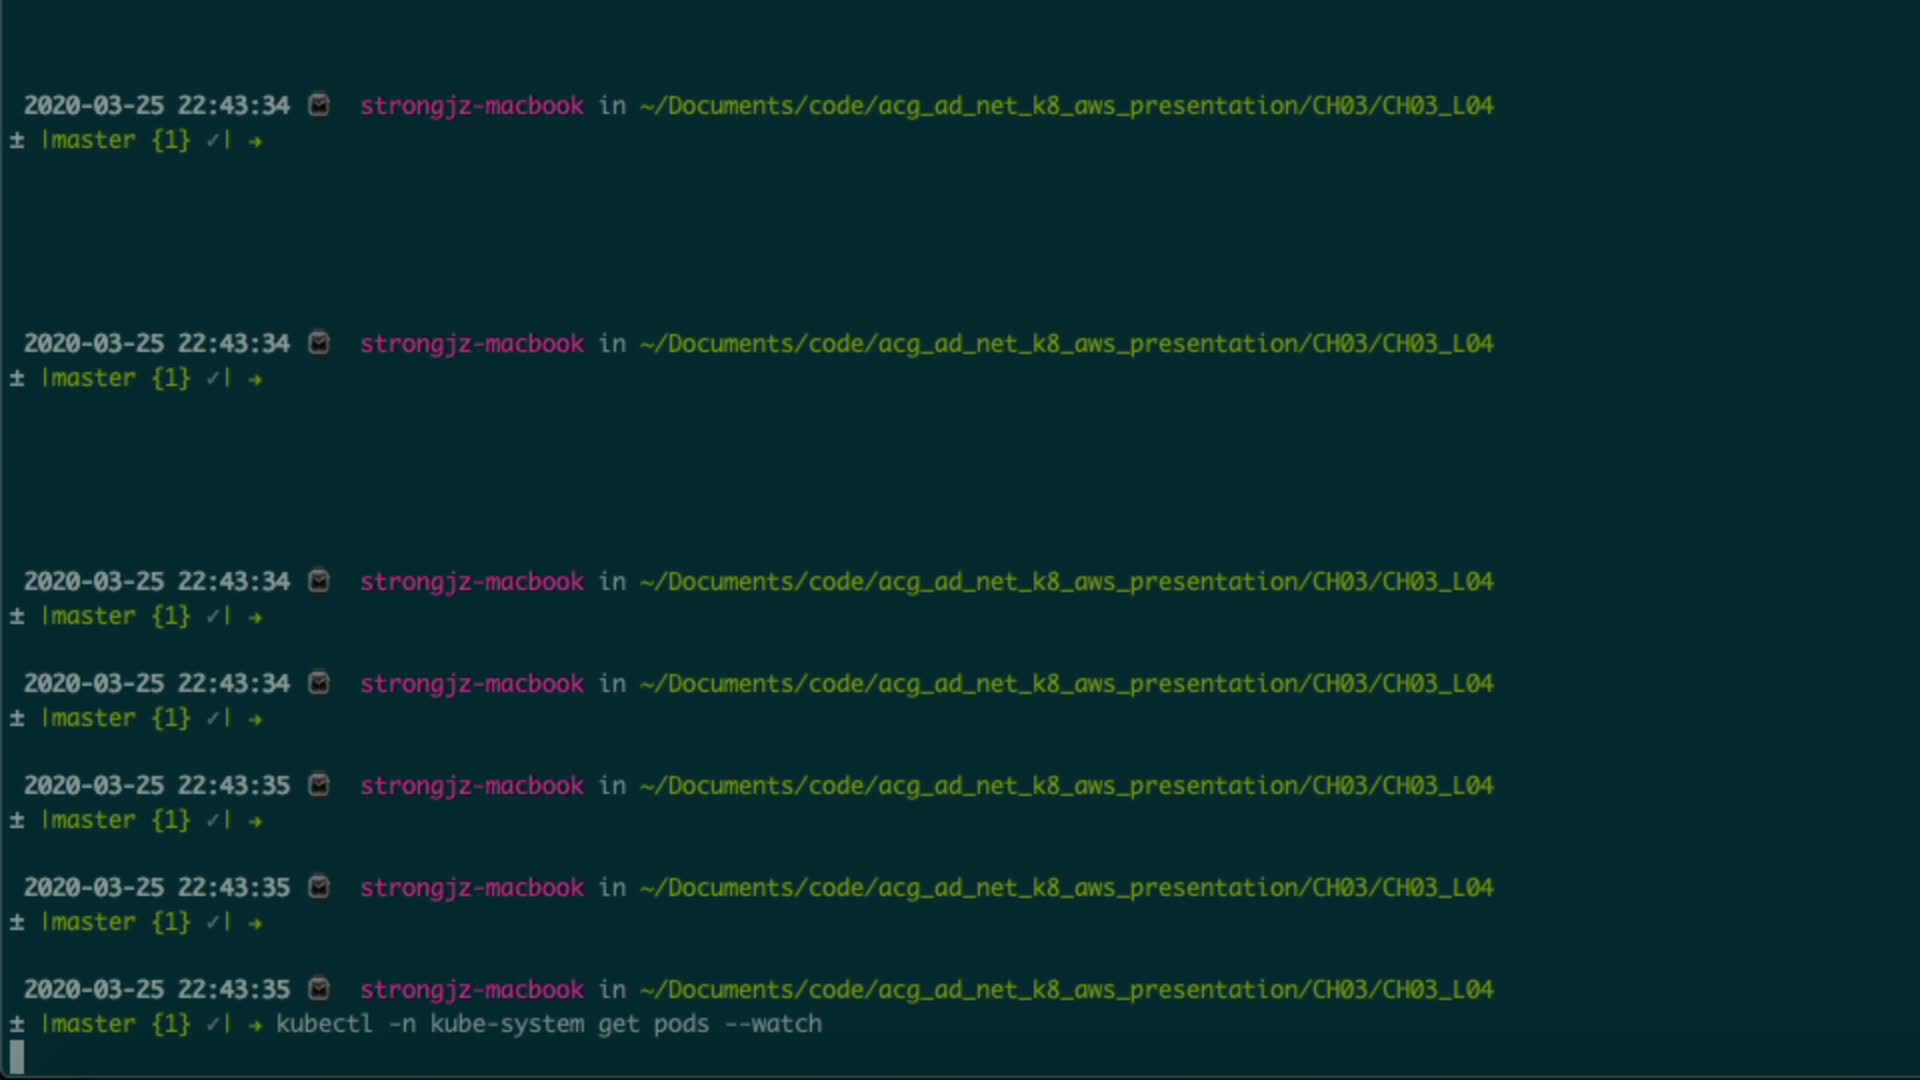 2020-03-25 22:43:34 strongjz-macbook in ~/Documents/code/acg_ad_net_k8_aws_presentation/CH03/CH03_L04
± |master {1} ✓| →
2020-03-25 22:43:34 strongjz-macbook in ~/Documents/code/acg_ad_net_k8_aws_presentation/CH03/CH03_L04
± |master {1} ✓| →
2020-03-25 22:43:34 strongjz-macbook in ~/Documents/code/acg_ad_net_k8_aws_presentation/CH03/CH03_L04
± |master {1} ✓| →
2020-03-25 22:43:34 strongjz-macbook in ~/Documents/code/acg_ad_net_k8_aws_presentation/CH03/CH03_L04
± |master {1} ✓| →
2020-03-25 22:43:35 strongjz-macbook in ~/Documents/code/acg_ad_net_k8_aws_presentation/CH03/CH03_L04
± |master {1} ✓| →
2020-03-25 22:43:35 strongjz-macbook in ~/Documents/code/acg_ad_net_k8_aws_presentation/CH03/CH03_L04
± |master {1} ✓| →
2020-03-25 22:43:35 strongjz-macbook in ~/Documents/code/acg_ad_net_k8_aws_presentation/CH03/CH03_L04
± |master {1} ✓| → kubectl -n kube-system get pods --watch